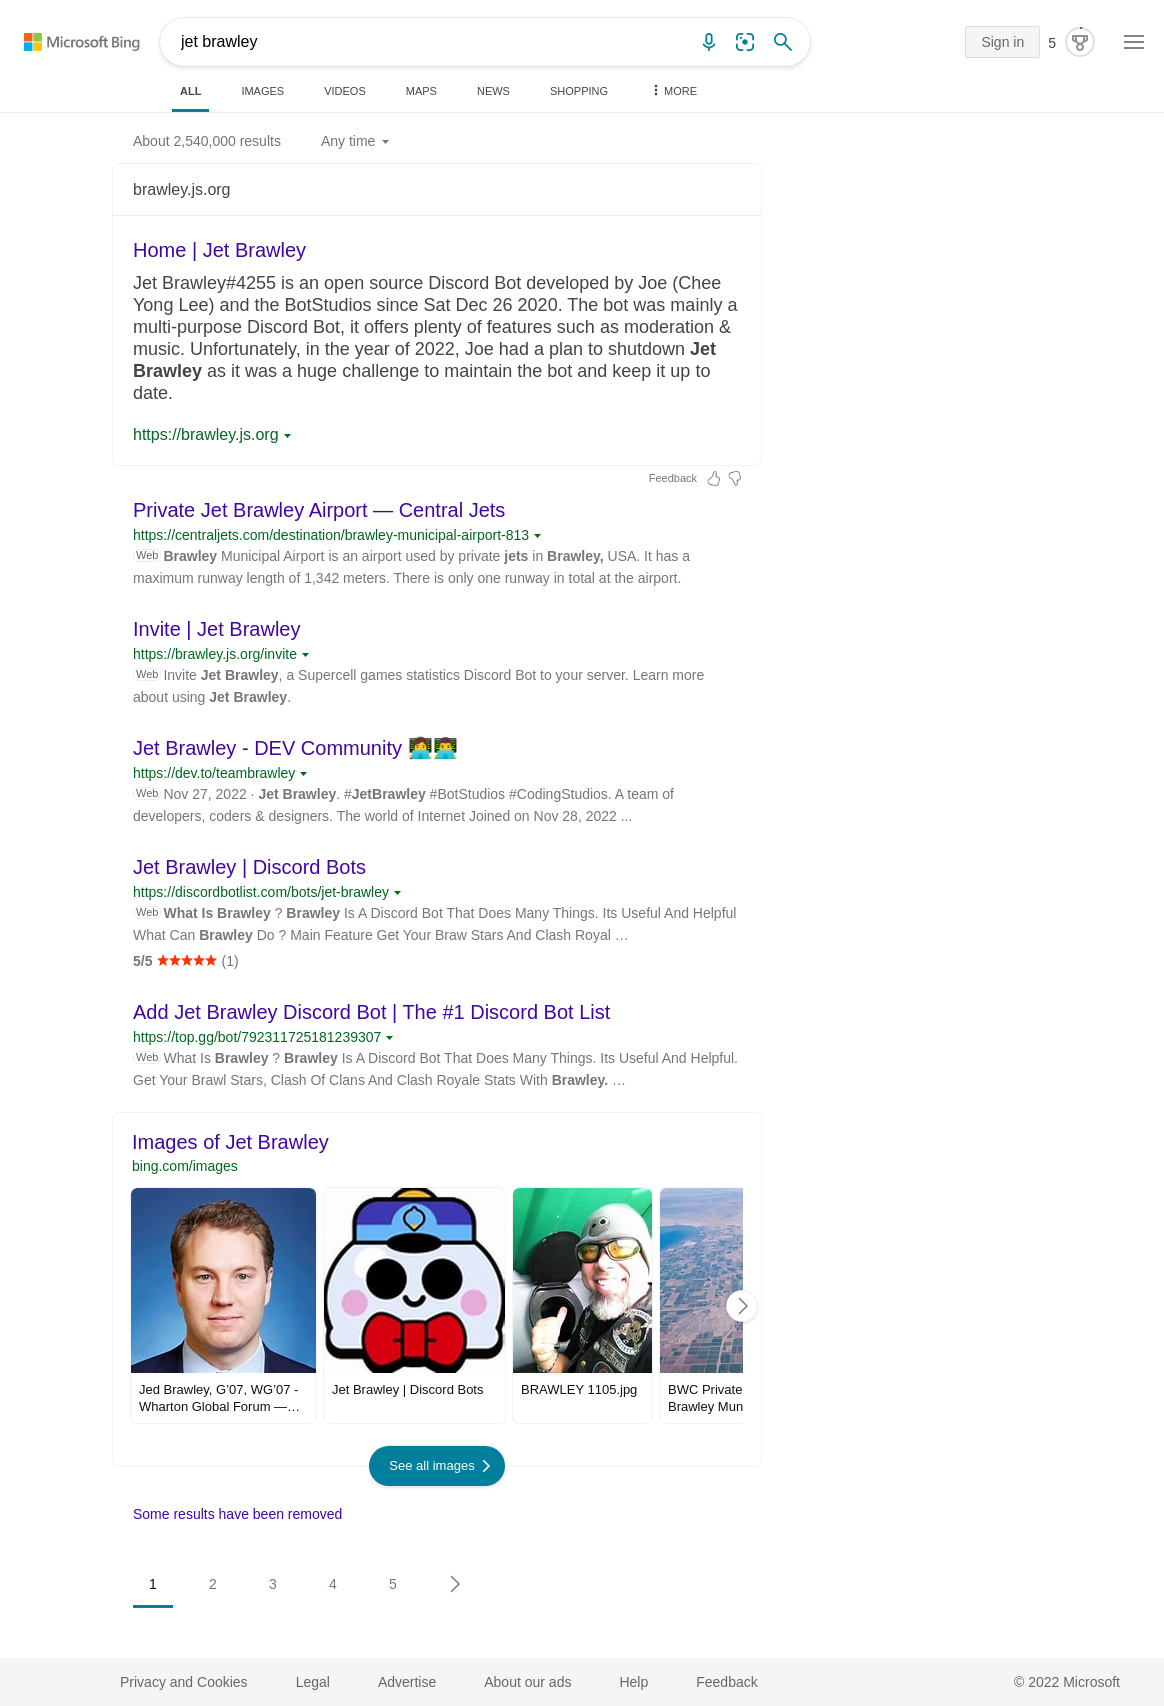 Microsoft Bing
jet brawley
Sign in
5
ALL IMAGES VIDEOS MAPS NEWS SHOPPING MORE
About 2,540,000 results Any time
brawley.js.org
Home | Jet Brawley
Jet Brawley#4255 is an open source Discord Bot developed by Joe (Chee
Yong Lee) and the BotStudios since Sat Dec 26 2020. The bot was mainly a
multi-purpose Discord Bot, it offers plenty of features such as moderation &
music. Unfortunately, in the year of 2022, Joe had a plan to shutdown Jet
Brawley as it was a huge challenge to maintain the bot and keep it up to
date.
https://brawley.js.org
Feedback
Private Jet Brawley Airport — Central Jets
https://centraljets.com/destination/brawley-municipal-airport-813
Web Brawley Municipal Airport is an airport used by private jets in Brawley, USA. It has a
maximum runway length of 1,342 meters. There is only one runway in total at the airport.
Invite | Jet Brawley
https://brawley.js.org/invite
Web Invite Jet Brawley, a Supercell games statistics Discord Bot to your server. Learn more
about using Jet Brawley.
Jet Brawley - DEV Community 👩‍💻👨‍💻
https://dev.to/teambrawley
Web Nov 27, 2022 · Jet Brawley. #JetBrawley #BotStudios #CodingStudios. A team of
developers, coders & designers. The world of Internet Joined on Nov 28, 2022 ...
Jet Brawley | Discord Bots
https://discordbotlist.com/bots/jet-brawley
Web What Is Brawley ? Brawley Is A Discord Bot That Does Many Things. Its Useful And Helpful
What Can Brawley Do ? Main Feature Get Your Braw Stars And Clash Royal …
5/5 ★★★★★ (1)
Add Jet Brawley Discord Bot | The #1 Discord Bot List
https://top.gg/bot/792311725181239307
Web What Is Brawley ? Brawley Is A Discord Bot That Does Many Things. Its Useful And Helpful.
Get Your Brawl Stars, Clash Of Clans And Clash Royale Stats With Brawley. …
Images of Jet Brawley
bing.com/images
Jed Brawley, G’07, WG’07 -
Wharton Global Forum —…
Jet Brawley | Discord Bots
BRAWLEY 1105.jpg
BWC Private
Brawley Mun
See all images
Some results have been removed
1 2 3 4 5
Privacy and Cookies Legal Advertise About our ads Help Feedback © 2022 Microsoft